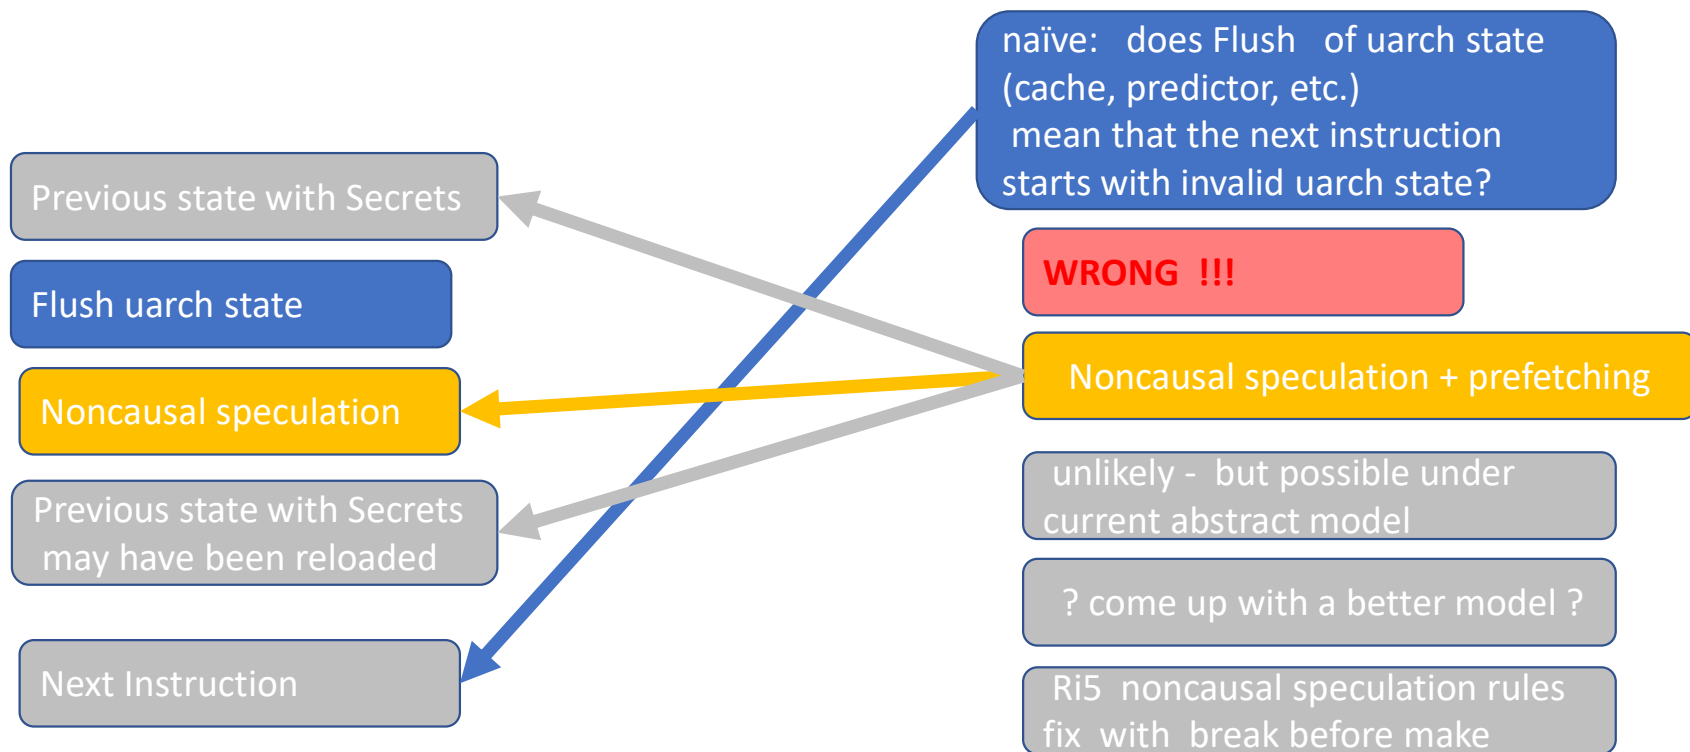 Previous state with Secrets
Flush uarch state
Noncausal speculation
Previous state with Secrets
may have been reloaded
Next Instruction
naïve: does Flush of uarch state
(cache, predictor, etc.)
mean that the next instruction
starts with invalid uarch state?
WRONG !!!
Noncausal speculation + prefetching
unlikely - but possible under
current abstract model
? come up with a better model ?
Ri5 noncausal speculation rules
fix with break before make